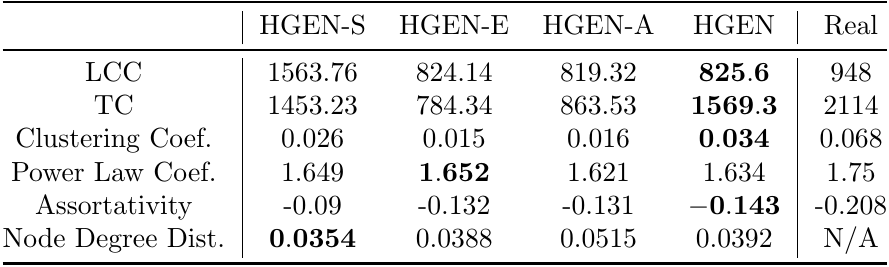 HGEN-S HGEN-E HGEN-A HGEN Real
LCC 1563.76 824.14 819.32 825.6 948
TC 1453.23 784.34 863.53 1569.3 2114
Clustering Coef. 0.026 0.015 0.016 0.034 0.068
Power Law Coef. 1.649 1.652 1.621 1.634 1.75
Assortativity -0.09 -0.132 -0.131 −0.143 -0.208
Node Degree Dist. 0.0354 0.0388 0.0515 0.0392 N/A